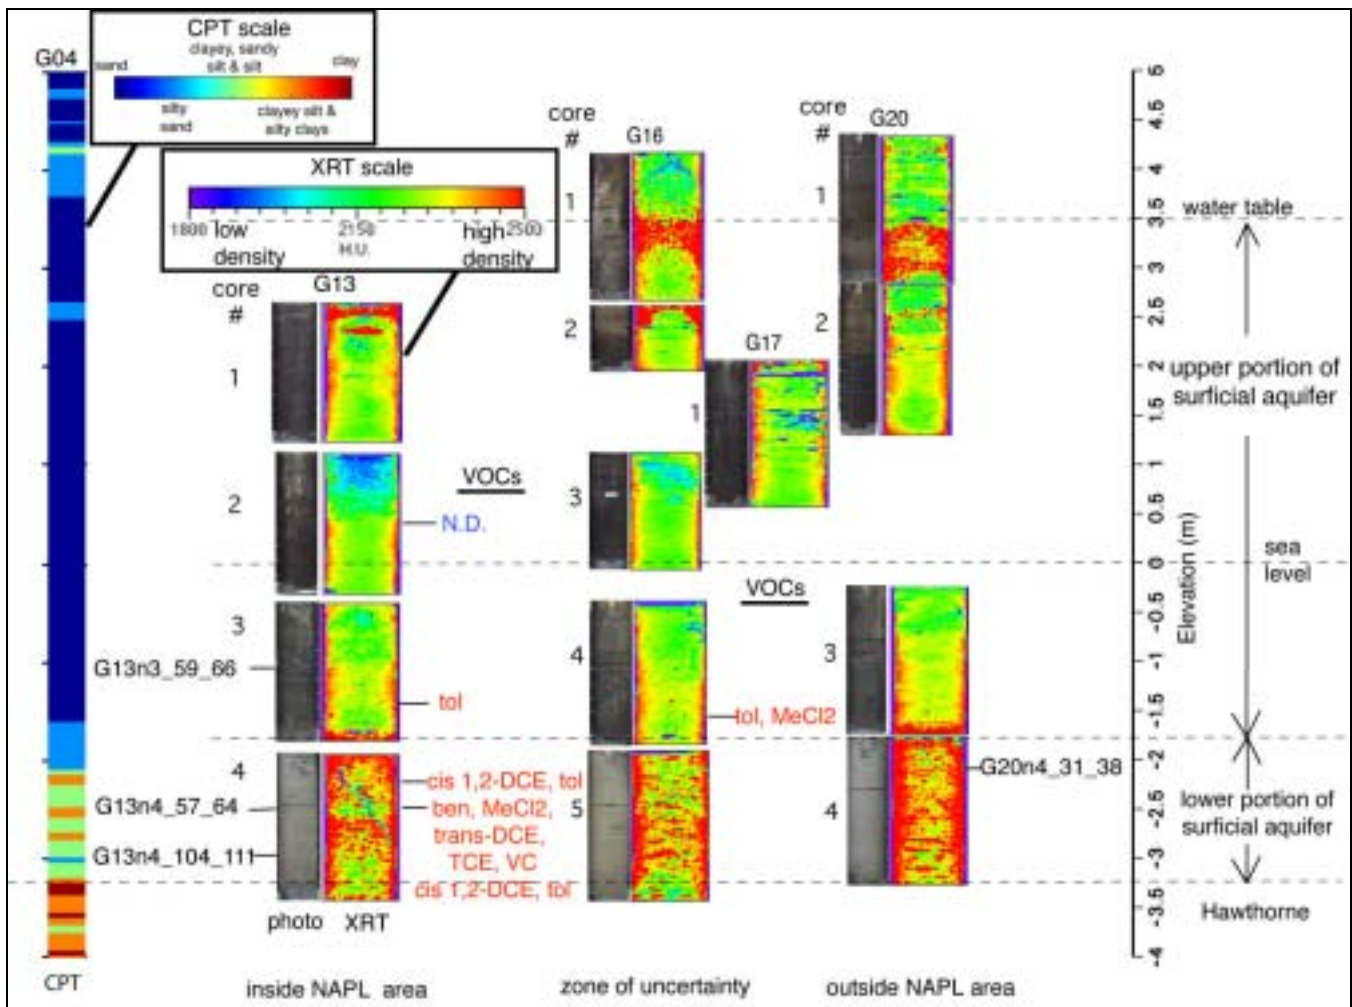 G04
CPT scale
clayey, sandy
silt & silt
sand
clay
silty
sand
clayey silt &
silty clays
XRT scale
1800
low
density
2150
H.U.
high
density
2500
core
#
G13
1
2
3
4
G13n3_59_66
G13n4_57_64
G13n4_104_111
VOCs
N.D.
tol
cis 1,2-DCE, tol
ben, MeCl2,
trans-DCE,
TCE, VC
cis 1,2-DCE, tol
photo
XRT
core
#
G16
1
2
3
4
5
G17
1
VOCs
tol, MeCl2
core
#
G20
1
2
3
4
G20n4_31_38
5
4.5
4
3.5
3
2.5
2
1.5
1
0.5
0
-0.5
-1
-1.5
-2
-2.5
-3
-3.5
-4
Elevation (m)
water table
upper portion of
surficial aquifer
sea
level
lower portion of
surficial aquifer
Hawthorne
CPT
inside NAPL area
zone of uncertainty
outside NAPL area